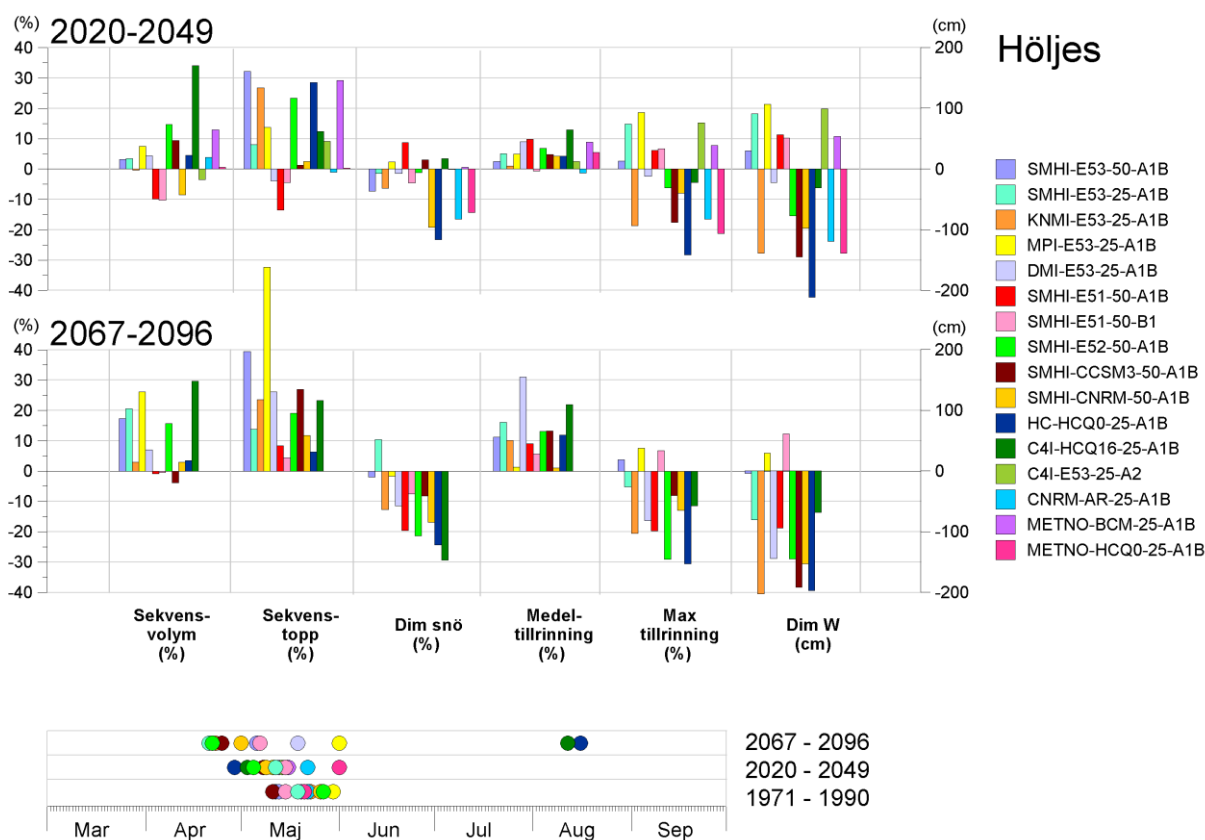 (%)
2020-2049
(cm)
Höljes
40
30
20
10
0
-10
-20
-30
-40
200
100
0
-100
-200
(%)
2067-2096
(cm)
40
30
20
10
0
-10
-20
-30
-40
200
100
0
-100
-200
SMHI-E53-50-A1B
SMHI-E53-25-A1B
KNMI-E53-25-A1B
MPI-E53-25-A1B
DMI-E53-25-A1B
SMHI-E51-50-A1B
SMHI-E51-50-B1
SMHI-E52-50-A1B
SMHI-CCSM3-50-A1B
SMHI-CNRM-50-A1B
HC-HCQ0-25-A1B
C4I-HCQ16-25-A1B
C4I-E53-25-A2
CNRM-AR-25-A1B
METNO-BCM-25-A1B
METNO-HCQ0-25-A1B
Sekvens-
volym
(%)
Sekvens-
topp
(%)
Dim snö
(%)
Medel-
tillrinning
(%)
Max
tillrinning
(%)
Dim W
(cm)
2067 - 2096
2020 - 2049
1971 - 1990
Mar Apr Maj Jun Jul Aug Sep